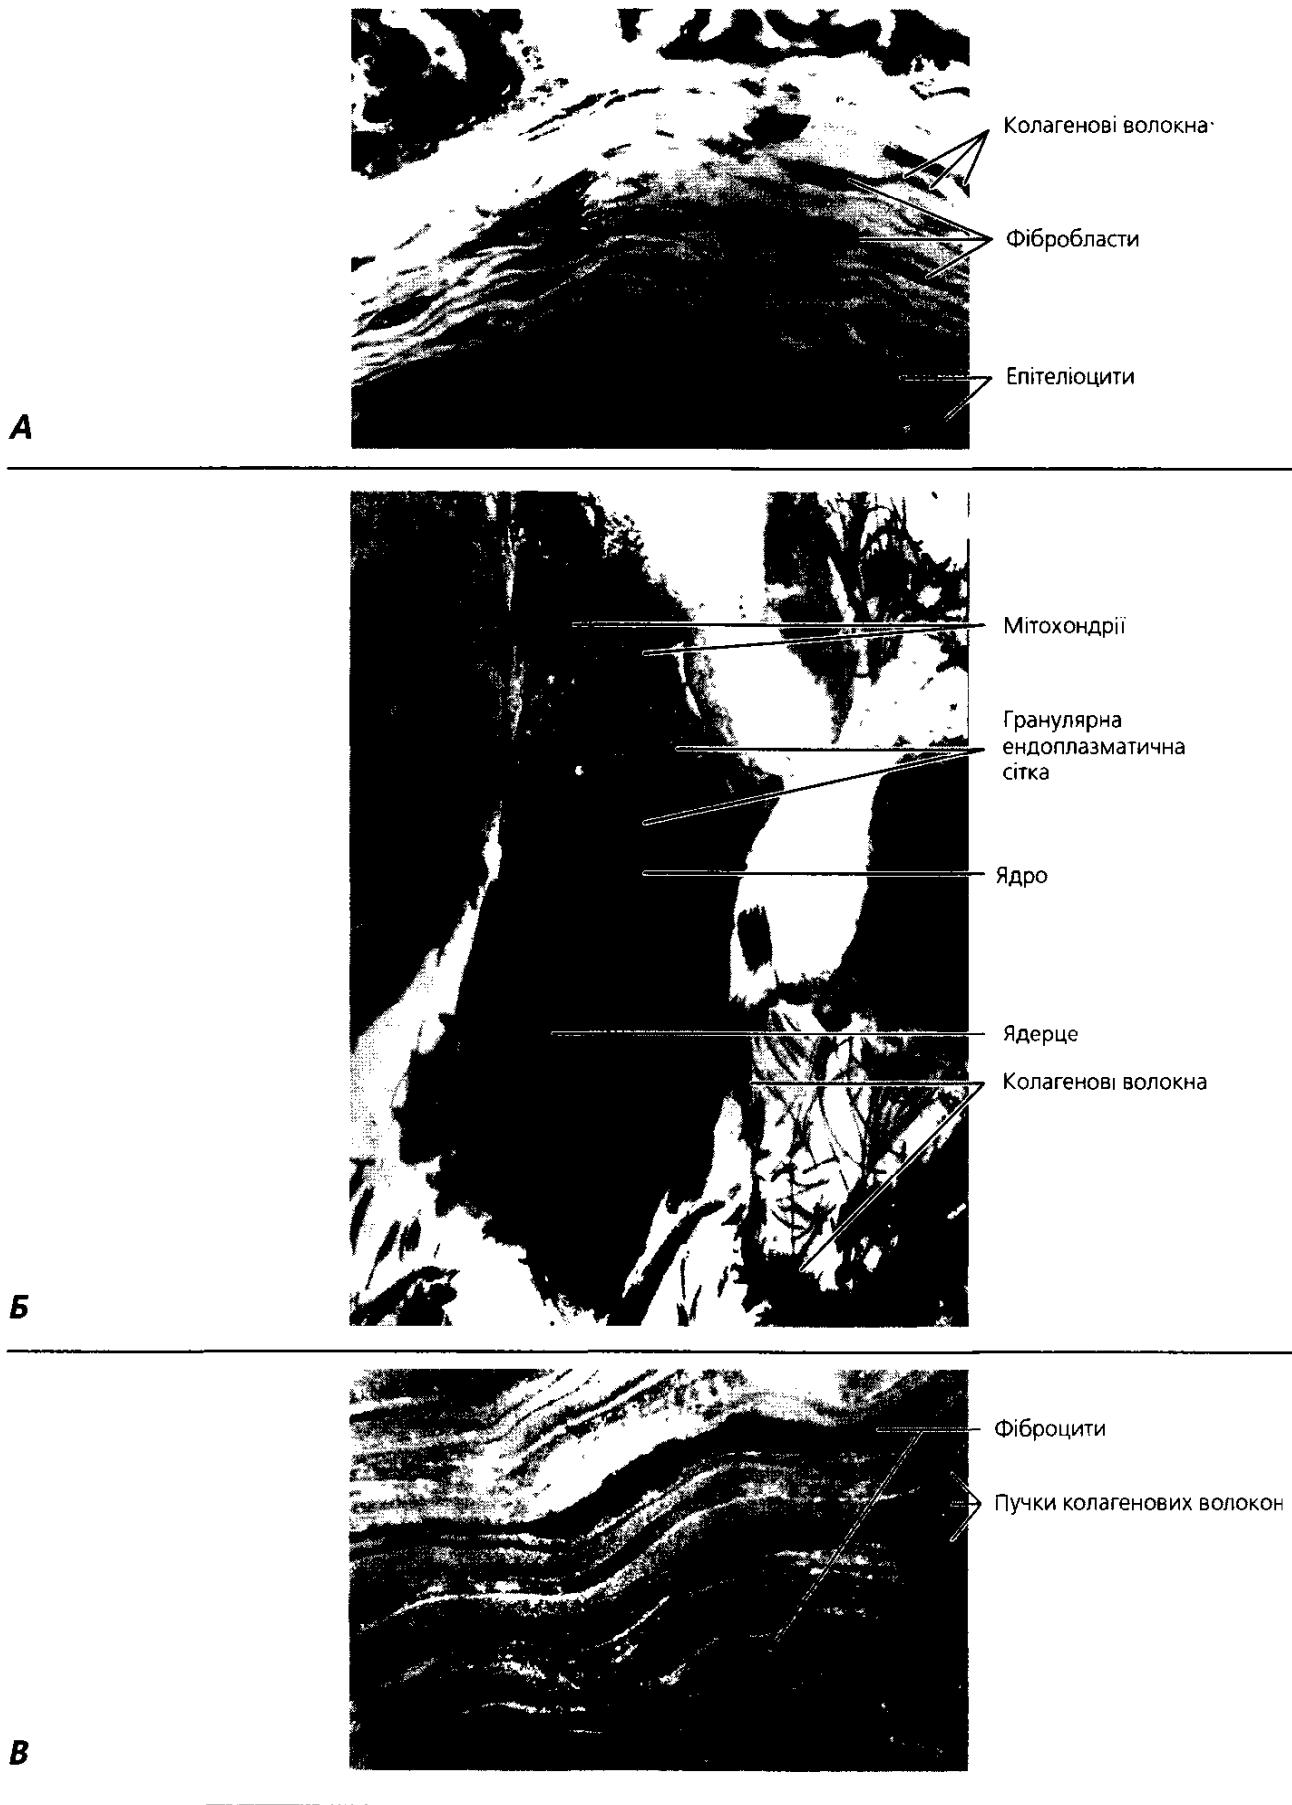 Колагенові волокна
Фібробласти
Епітеліоцити
А
Мітохондрії
Гранулярна
ендоплазматична
сітка
Ядро
Ядерце
Колагенові волокна
Б
Фіброцити
Пучки колагенових волокон
В